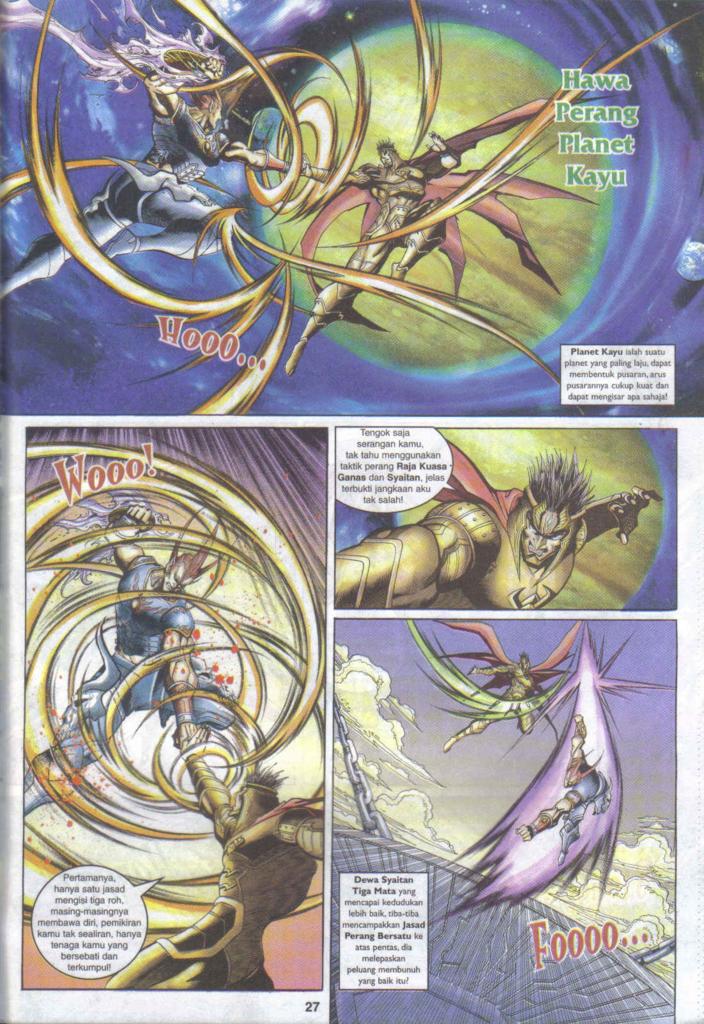 Hawa
Perang
Planet
Kayu
Hooo...
Planet Kayu ialah suatu
planet yang paling laju, dapat
membentuk pusaran, arus
pusarannya cukup kuat dan
dapat mengisar apa sahaja!
Wooo!
Pertamanya,
hanya satu jasad
mengisi tiga roh,
masing-masingnya
membawa diri, pemikiran
kamu tak sealiran, hanya
tenaga kamu yang
bersebati dan
terkumpul!
Tengok saja
serangan kamu,
tak tahu menggunakan
taktik perang Raja Kuasa
Ganas dan Syaitan, jelas
terbukti jangkaan aku
tak salah!
Dewa Syaitan
Tiga Mata yang
mencapai kedudukan
lebih baik, tiba-tiba
mencampakkan Jasad
Perang Bersatu ke
atas pentas, dia
melepaskan
peluang membunuh
yang baik itu?
Foooo...
27